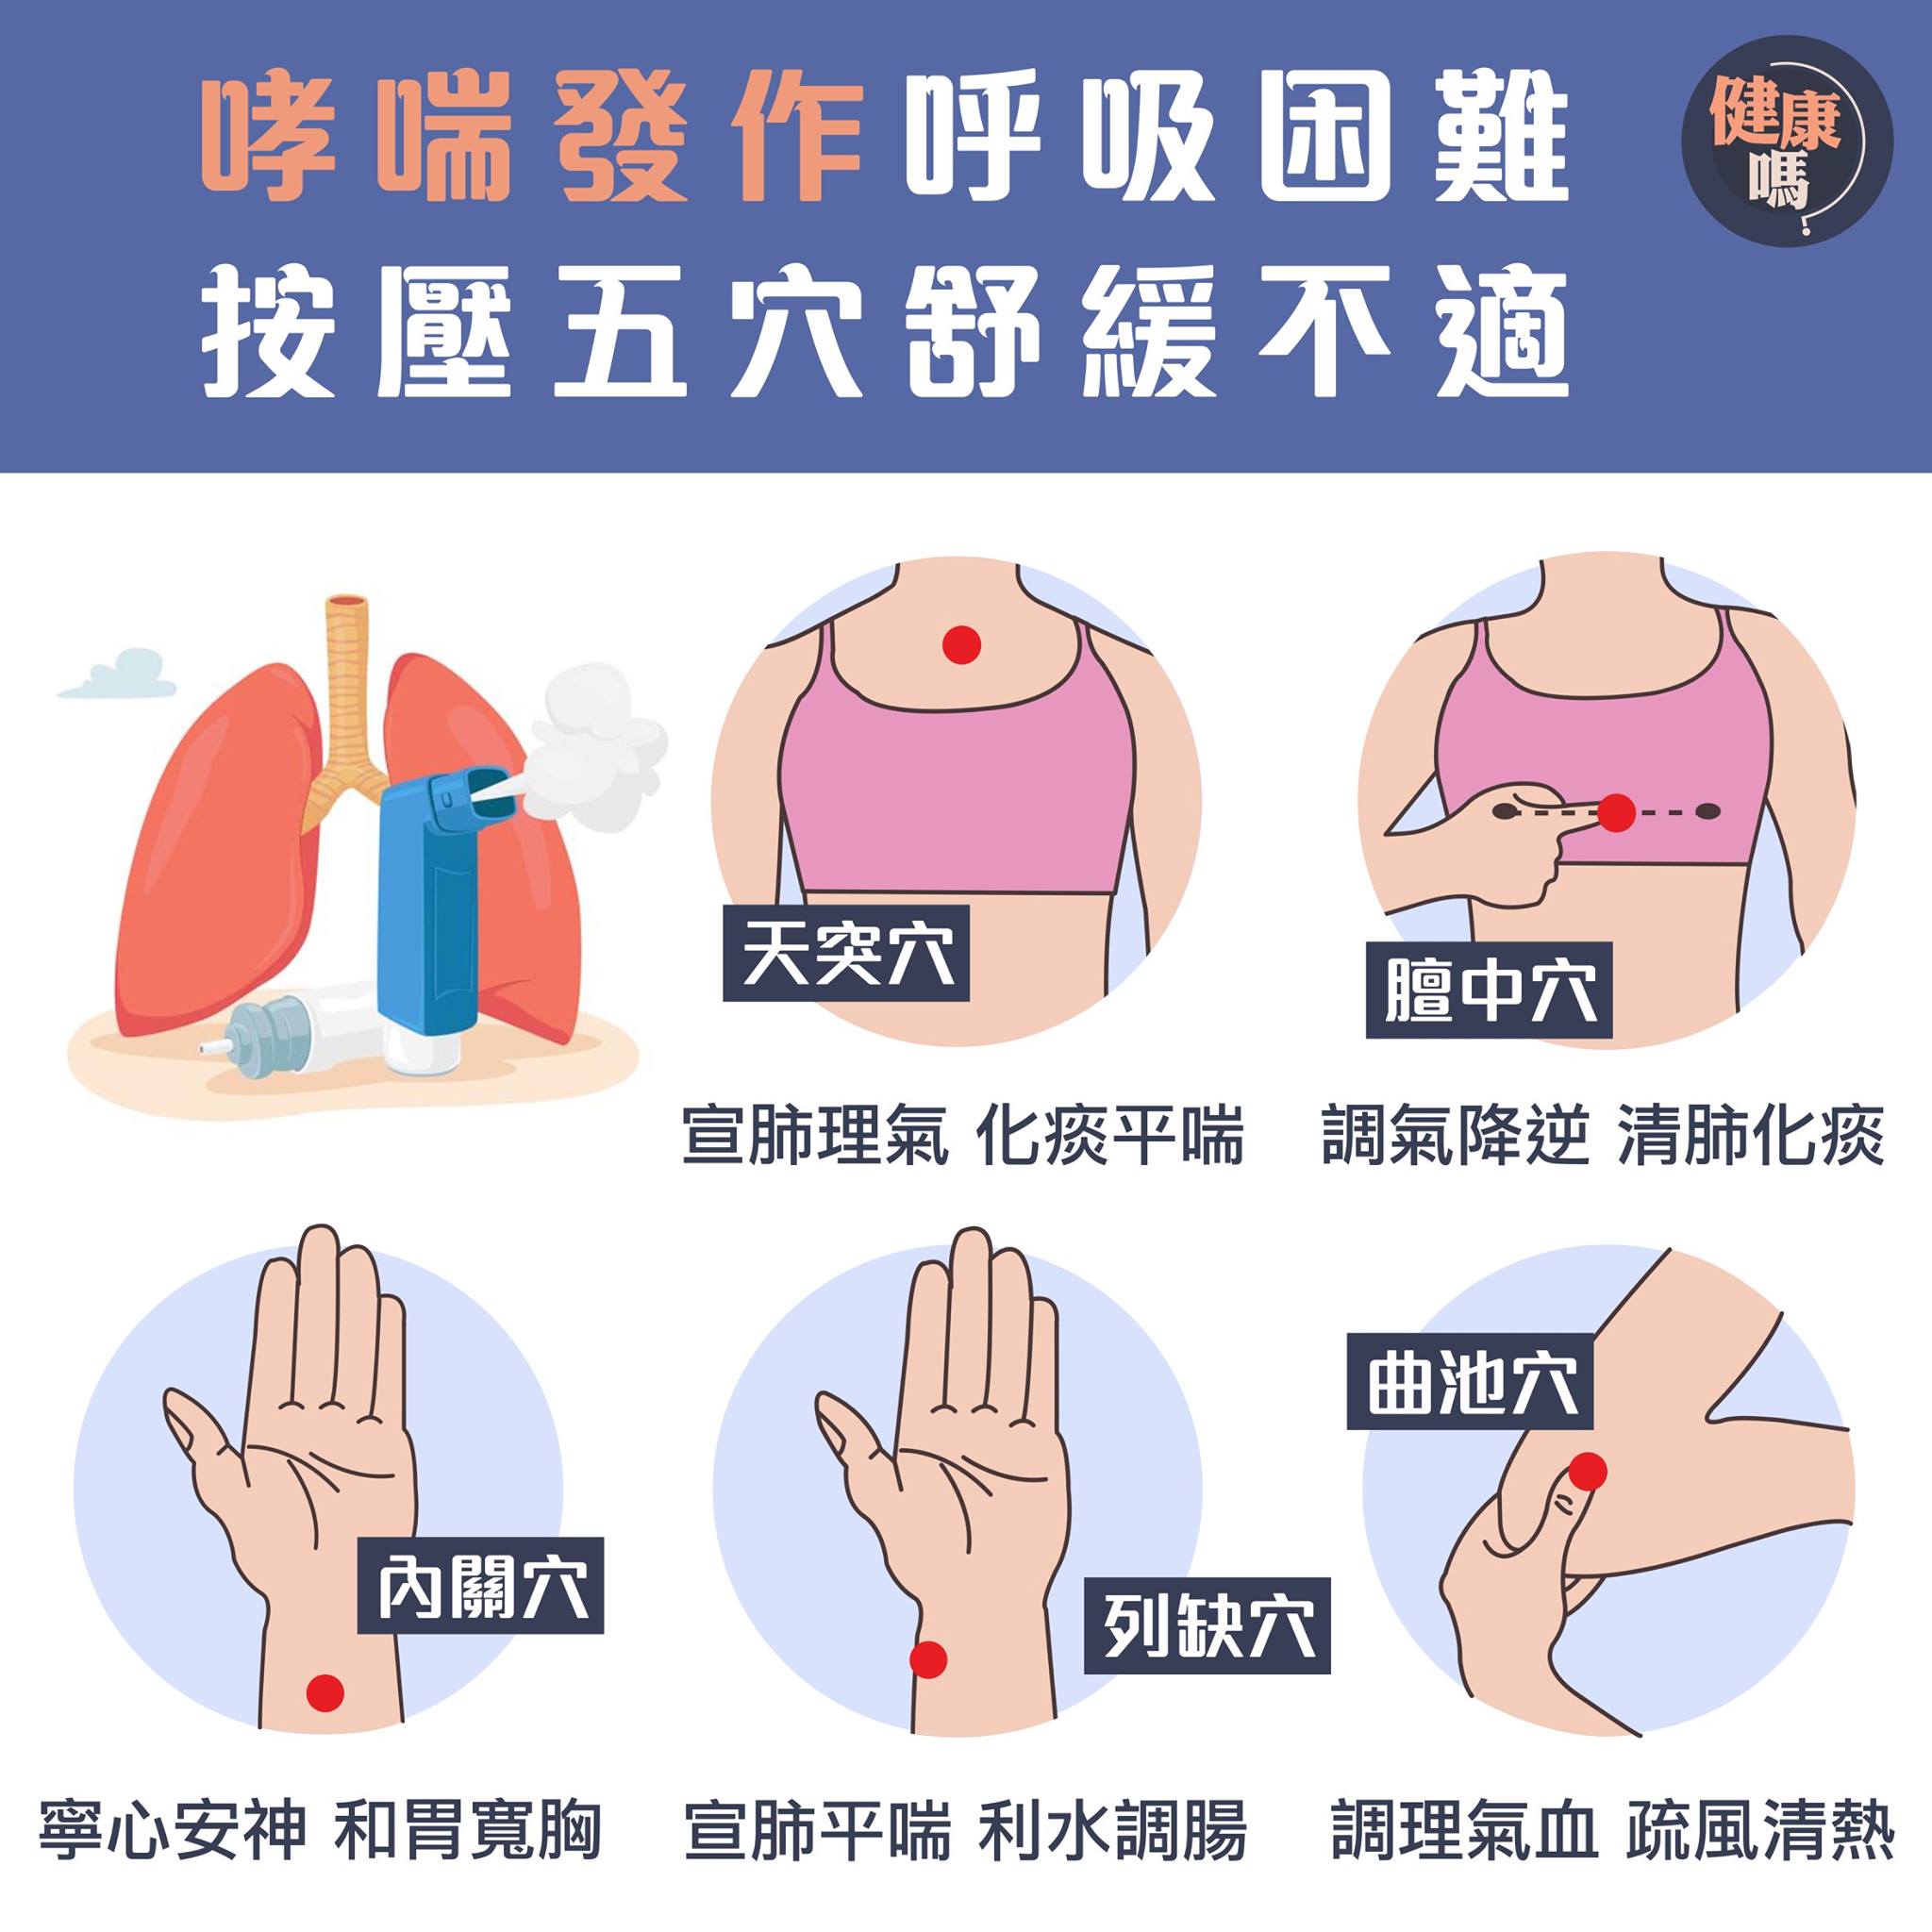 哮喘發作呼吸困難
按壓五穴舒緩不適
健康
嗎?
天突穴
宣肺理氣 化痰平喘
膻中穴
調氣降逆 清肺化痰
內關穴
寧心安神 和胃寬胸
列缺穴
宣肺平喘 利水調腸
曲池穴
調理氣血 疏風清熱